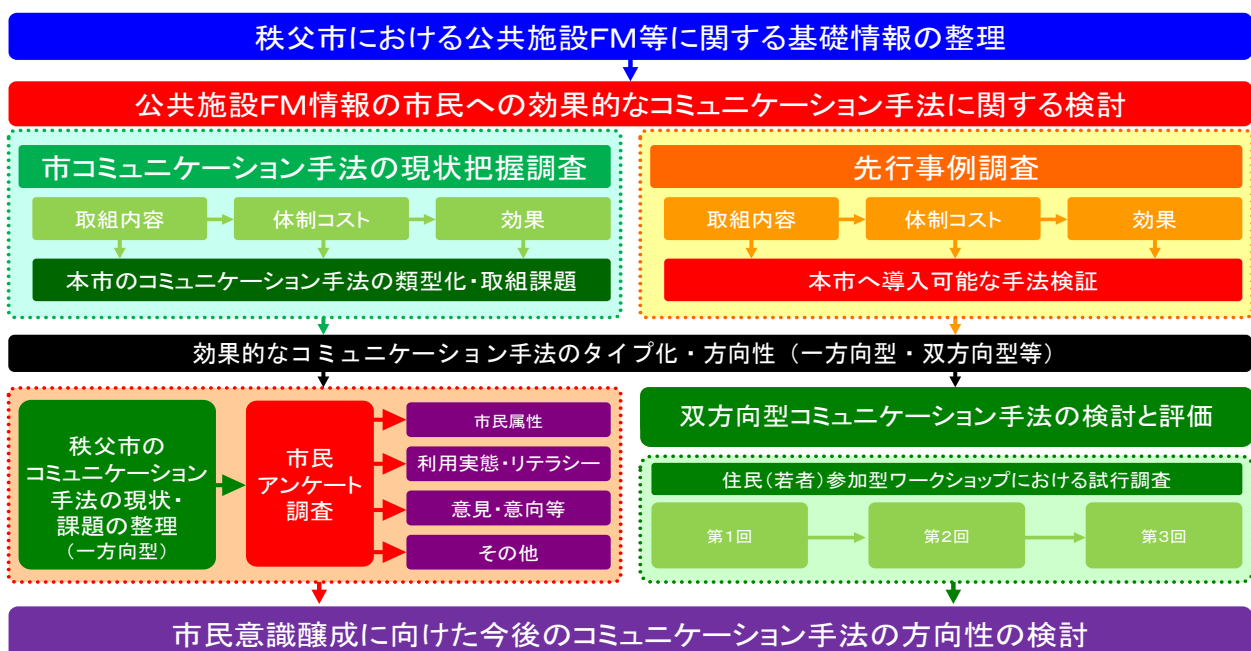 秩父市における公共施設FM等に関する基礎情報の整理
公共施設FM情報の市民への効果的なコミュニケーション手法に関する検討
市コミュニケーション手法の現状把握調査
取組内容
体制コスト
効果
本市のコミュニケーション手法の類型化・取組課題
先行事例調査
取組内容
体制コスト
効果
本市へ導入可能な手法検証
効果的なコミュニケーション手法のタイプ化・方向性（一方向型・双方向型等）
秩父市の
コミュニケーション
手法の現状・
課題の整理
（一方向型）
市民
アンケート
調査
市民属性
利用実態・リテラシー
意見・意向等
その他
双方向型コミュニケーション手法の検討と評価
住民（若者）参加型ワークショップにおける試行調査
第1回
第2回
第3回
市民意識醸成に向けた今後のコミュニケーション手法の方向性の検討